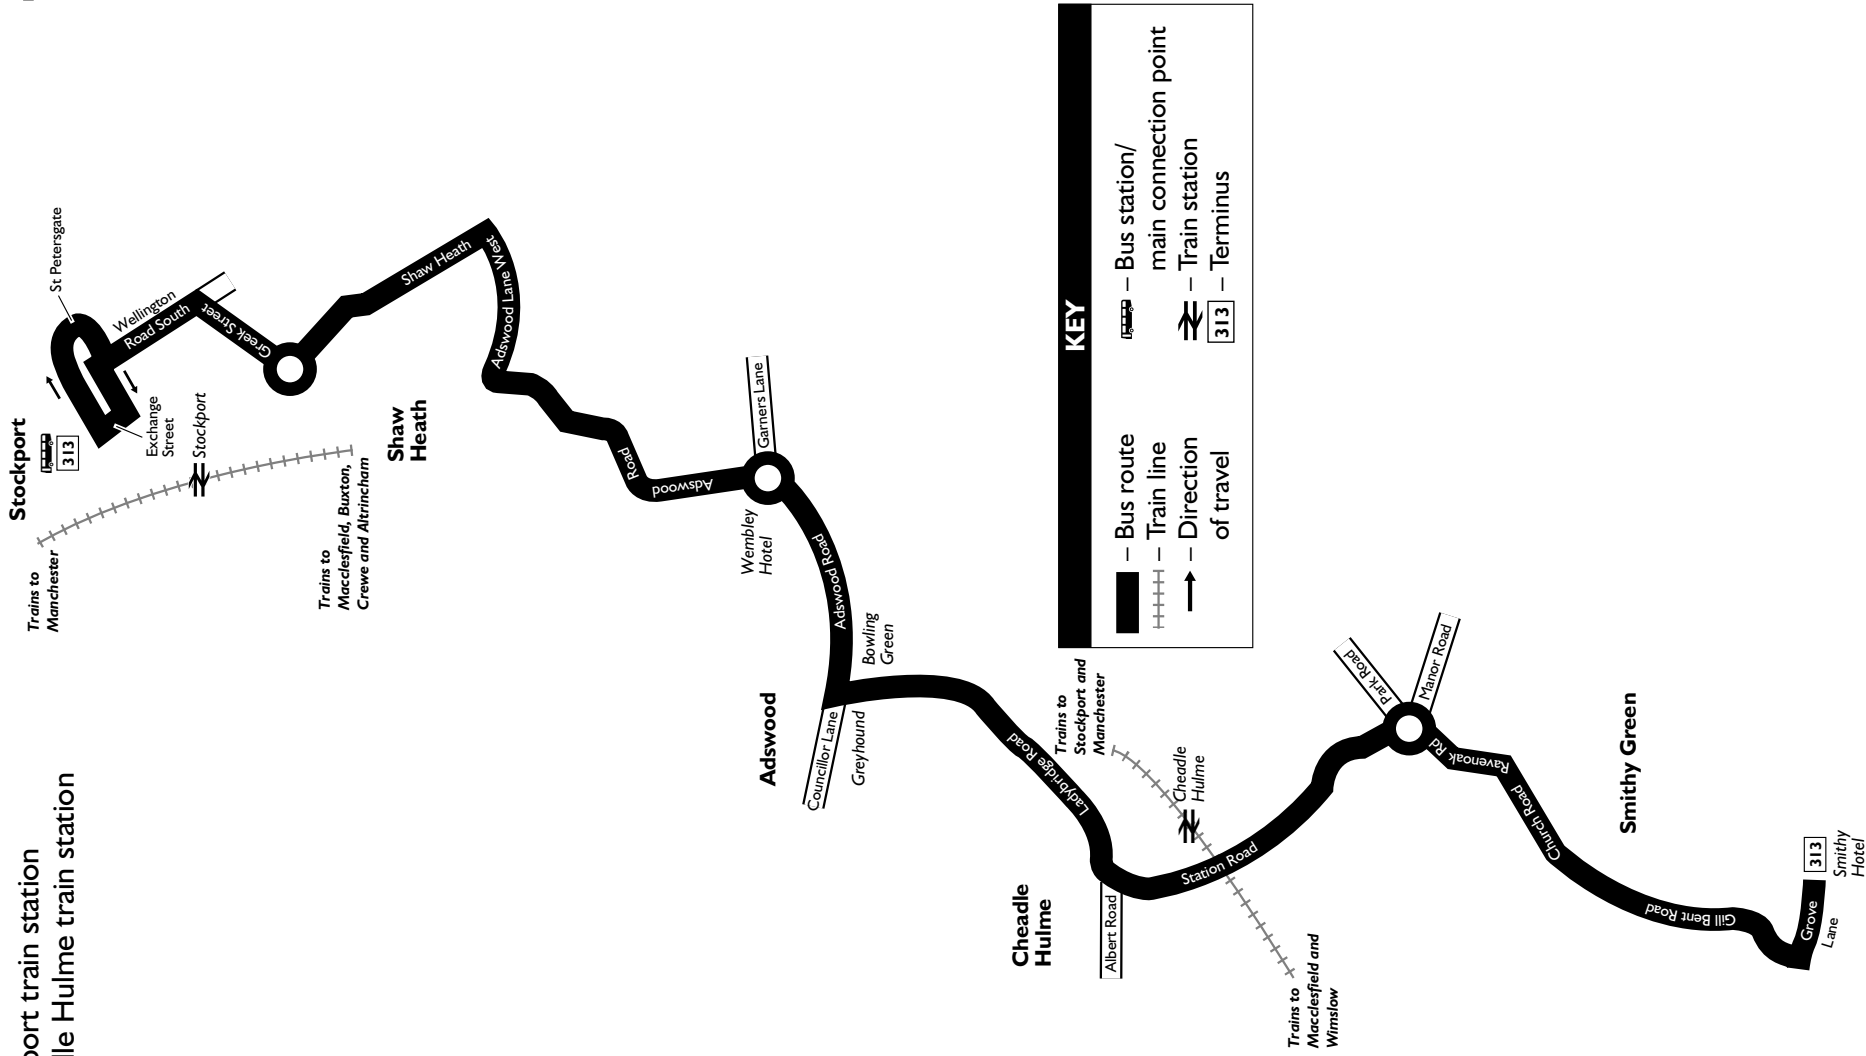 port train station
lle Hulme train station
Stockport
313
St Petersgate
Wellington
Road South
Greek Street
Exchange
Street
Stockport
Trains to
Manchester
Trains to
Macclesfield, Buxton,
Crewe and Altrincham
Shaw
Heath
Shaw Heath
Adswood Lane West
Road
Adswood
Garners Lane
Wembley
Hotel
Adswood Road
Bowling
Green
Adswood
Councillor Lane
Greyhound
Ladybridge Road
Trains to
Stockport and
Manchester
Cheadle
Hulme
Cheadle
Hulme
Albert Road
Station Road
Trains to
Macclesfield and
Wimslow
Park Road
Manor Road
Ravenoak Rd
Church Road
Smithy Green
Gill Bent Road
Grove
Lane
313
Smithy
Hotel
KEY
– Bus route
– Train line
– Direction
of travel
– Bus station/
main connection point
– Train station
313 – Terminus